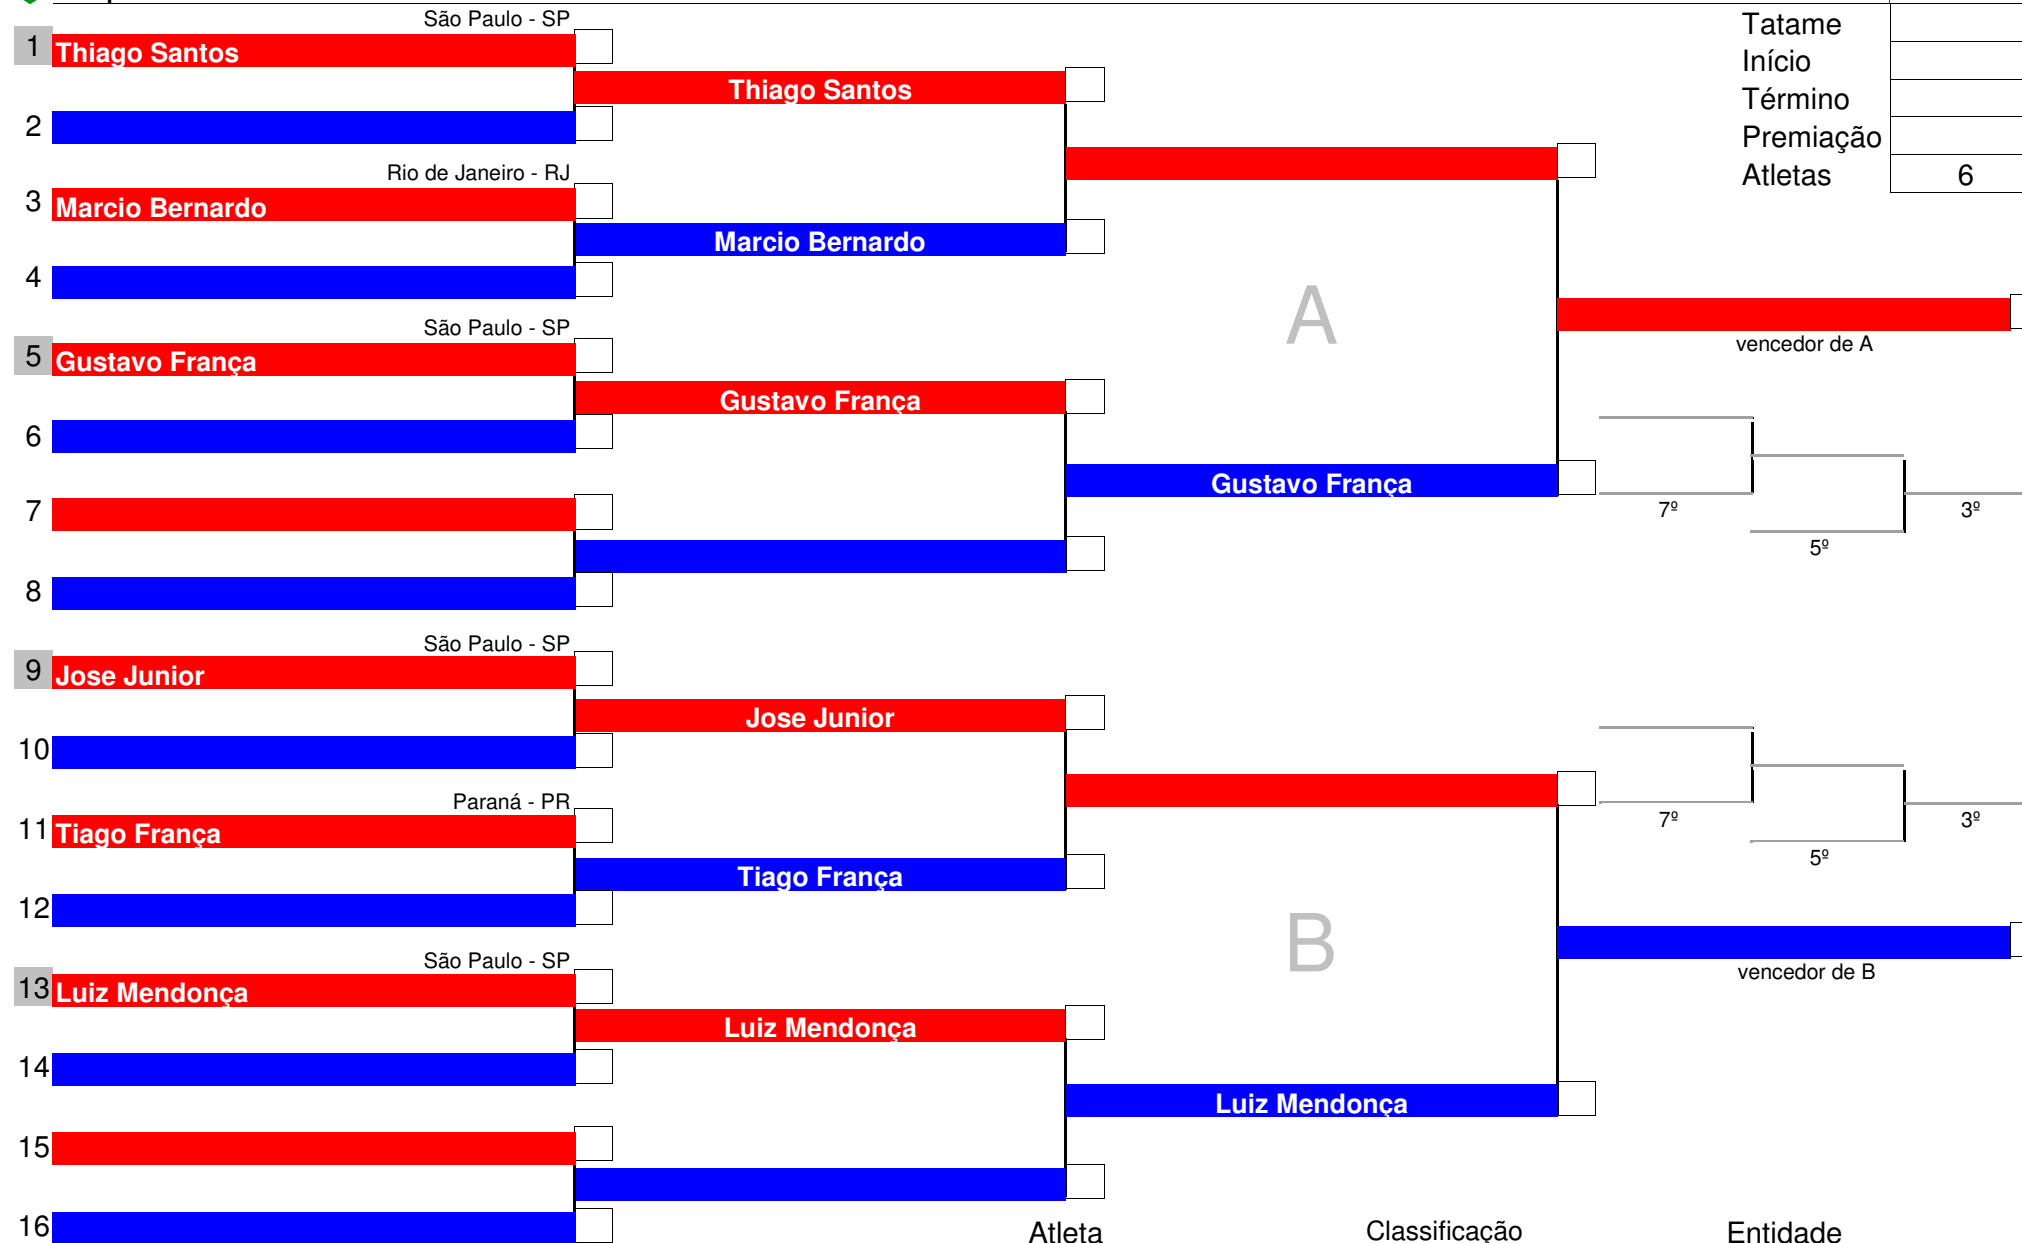 São Paulo - SP
Tatame
1 Thiago Santos
Início
Thiago Santos
Término
2
Premiação
Rio de Janeiro - RJ
Atletas 6
3 Marcio Bernardo
Marcio Bernardo
4
A
São Paulo - SP
vencedor de A
5 Gustavo França
Gustavo França
6
Gustavo França
7
7º
3º
5º
8
São Paulo - SP
9 Jose Junior
Jose Junior
10
Paraná - PR
7º
3º
11 Tiago França
5º
Tiago França
12
B
São Paulo - SP
vencedor de B
13 Luiz Mendonça
Luiz Mendonça
14
Luiz Mendonça
15
16
Atleta Classificação Entidade